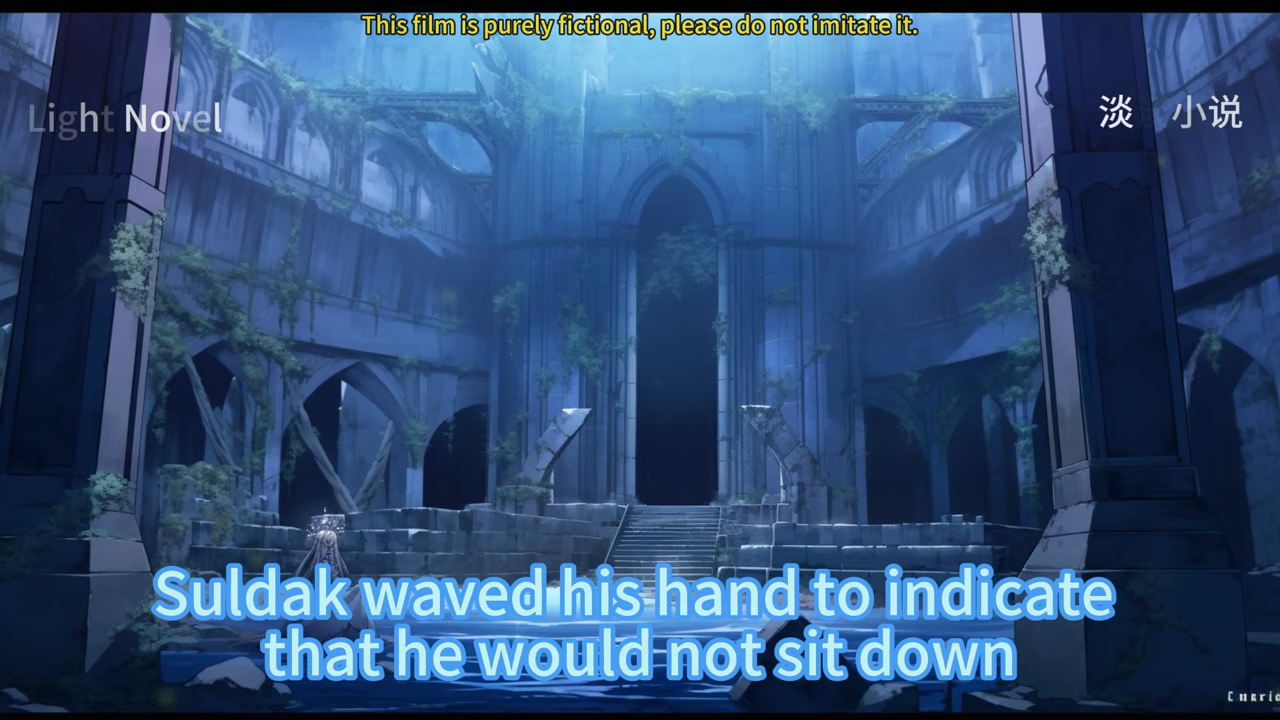 This film is purely fictional, please do not imitate it.
Light Novel
淡 小说
Suldak waved his hand to indicate
that he would not sit down